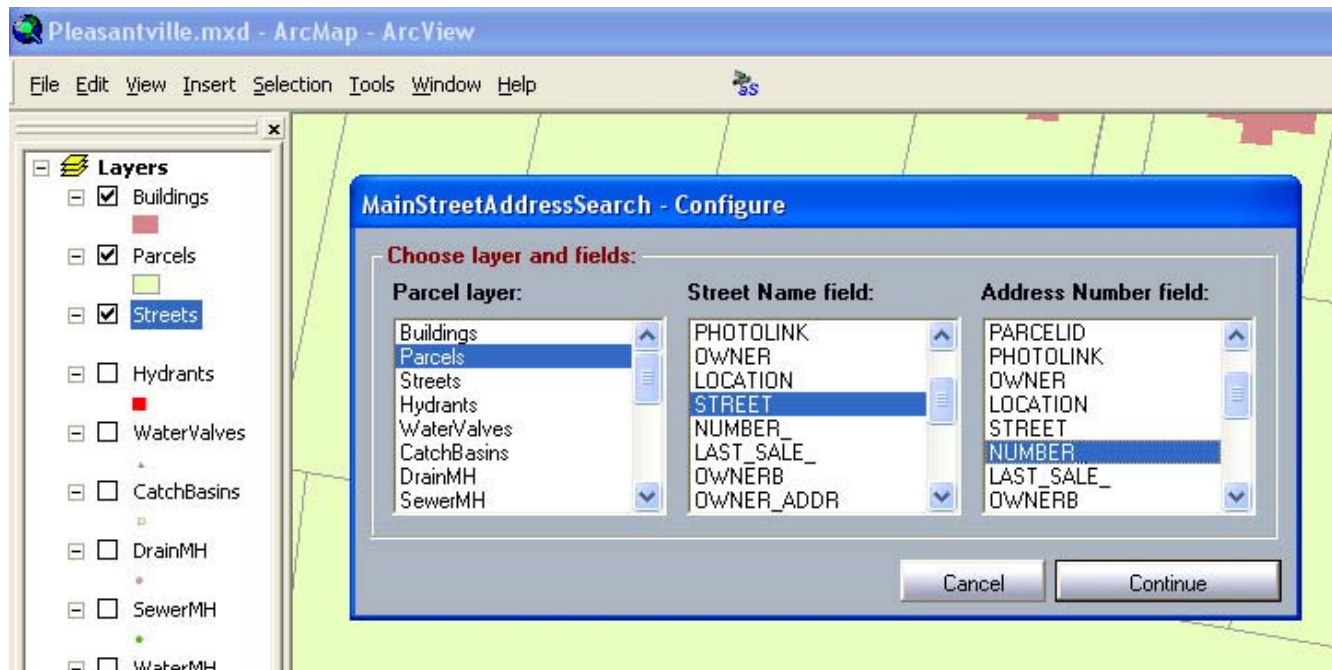 Pleasantville.mxd - ArcMap - ArcView
File Edit View Insert Selection Tools Window Help
as
x
Layers
Buildings
Parcels
Streets
Hydrants
WaterValves
CatchBasins
DrainMH
SewerMH
WaterMH
MainStreetAddressSearch - Configure
Choose layer and fields:
Parcel layer:
Buildings
Parcels
Streets
Hydrants
WaterValves
CatchBasins
DrainMH
SewerMH
Street Name field:
PHOTOLINK
OWNER
LOCATION
STREET
NUMBER_
LAST_SALE_
OWNERB
OWNER_ADDR
Address Number field:
PARCELID
PHOTOLINK
OWNER
LOCATION
STREET
NUMBER_
LAST_SALE_
OWNERB
Cancel Continue